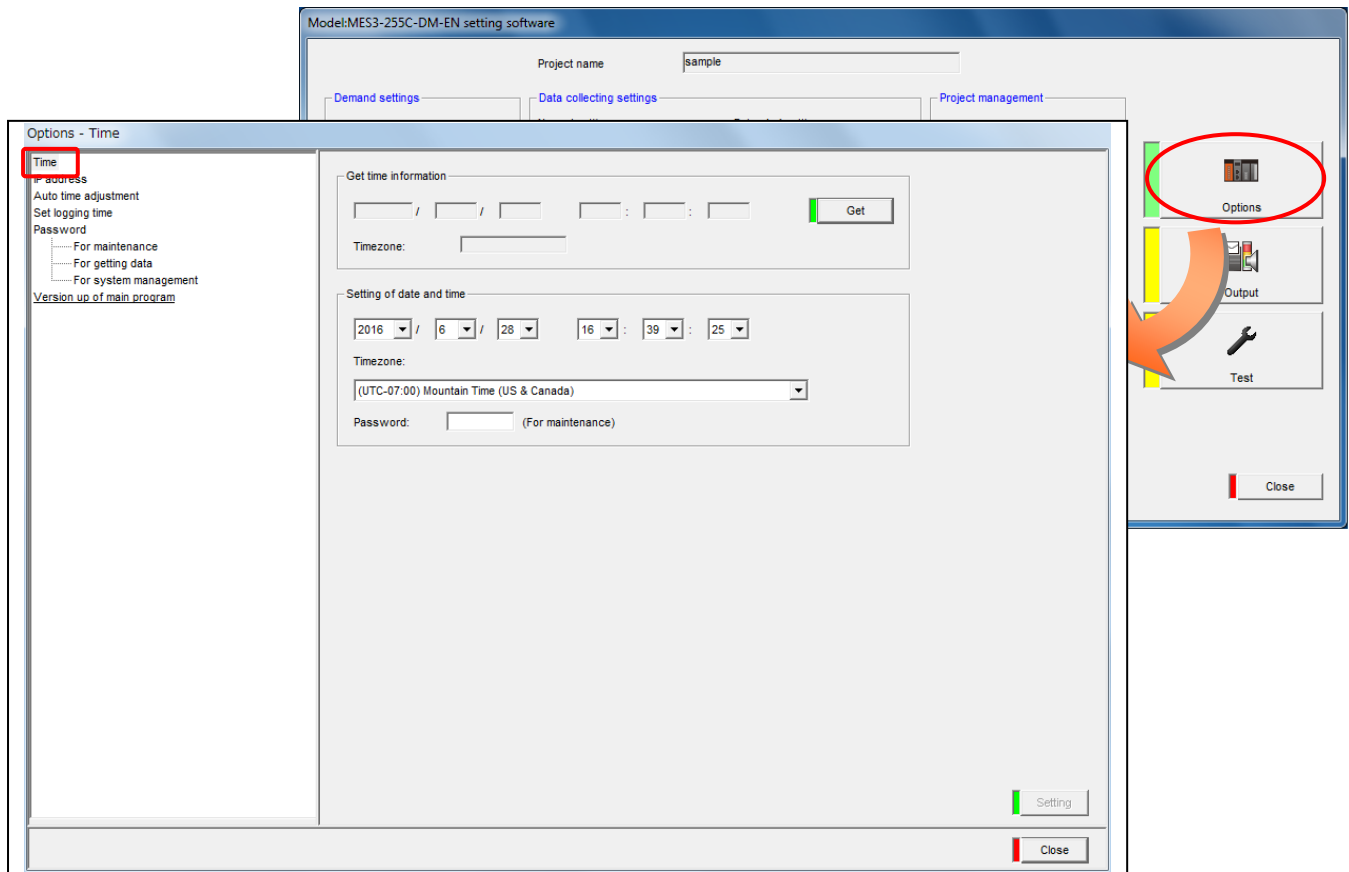 Model:MES3-255C-DM-EN setting software
Project name
sample
Demand settings
Data collecting settings
Project management
Options
Output
Test
Close
Options - Time
Time
IP address
Auto time adjustment
Set logging time
Password
For maintenance
For getting data
For system management
Version up of main program
Get time information
/ / : :
Get
Timezone:
Setting of date and time
2016 / 6 / 28 16 : 39 : 25
Timezone:
(UTC-07:00) Mountain Time (US & Canada)
Password: (For maintenance)
Setting
Close